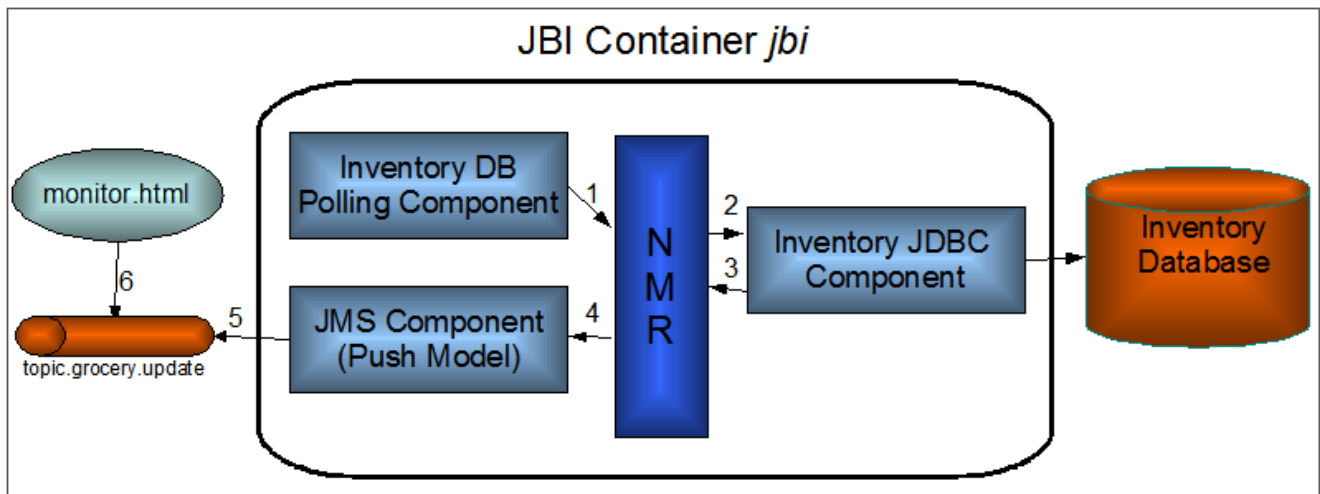 JBI Container jbi
monitor.html
6
topic.grocery.update
5
Inventory DB
Polling Component
1
JMS Component
(Push Model)
4
N
M
R
2
3
Inventory JDBC
Component
Inventory
Database